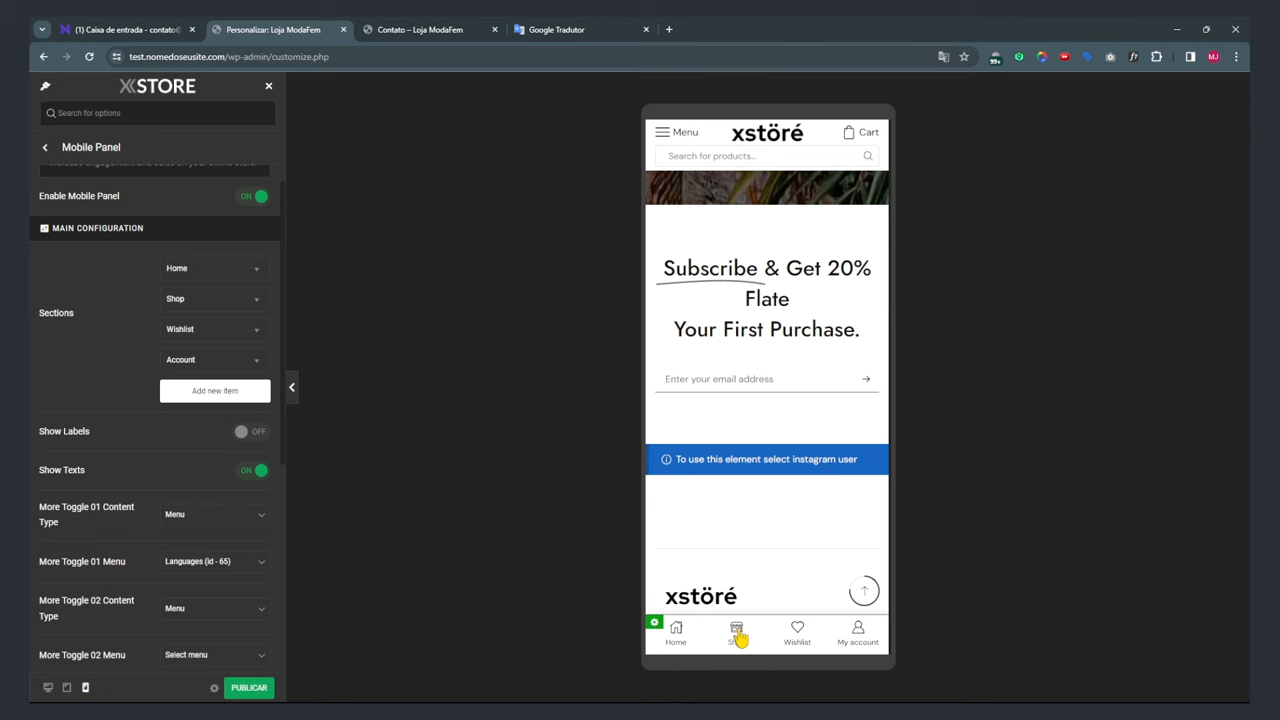 (1) Caixa de entrada - contato@
Personalizar: Loja ModaFem
Contato – Loja ModaFem
Google Tradutor
test.nomedoseusite.com/wp-admin/customize.php
99+
MJ
XSTORE
Search for options
Mobile Panel
Enable Mobile Panel
ON
MAIN CONFIGURATION
Sections
Home
Shop
Wishlist
Account
Add new item
Show Labels
OFF
Show Texts
ON
More Toggle 01 Content
Type
Menu
More Toggle 01 Menu
Languages (id - 65)
More Toggle 02 Content
Type
Menu
More Toggle 02 Menu
Select menu
PUBLICAR
Menu
xstöré
Cart
Search for products...
Subscribe & Get 20%
Flate
Your First Purchase.
Enter your email address
To use this element select instagram user
xstöré
Home
Wishlist
My account